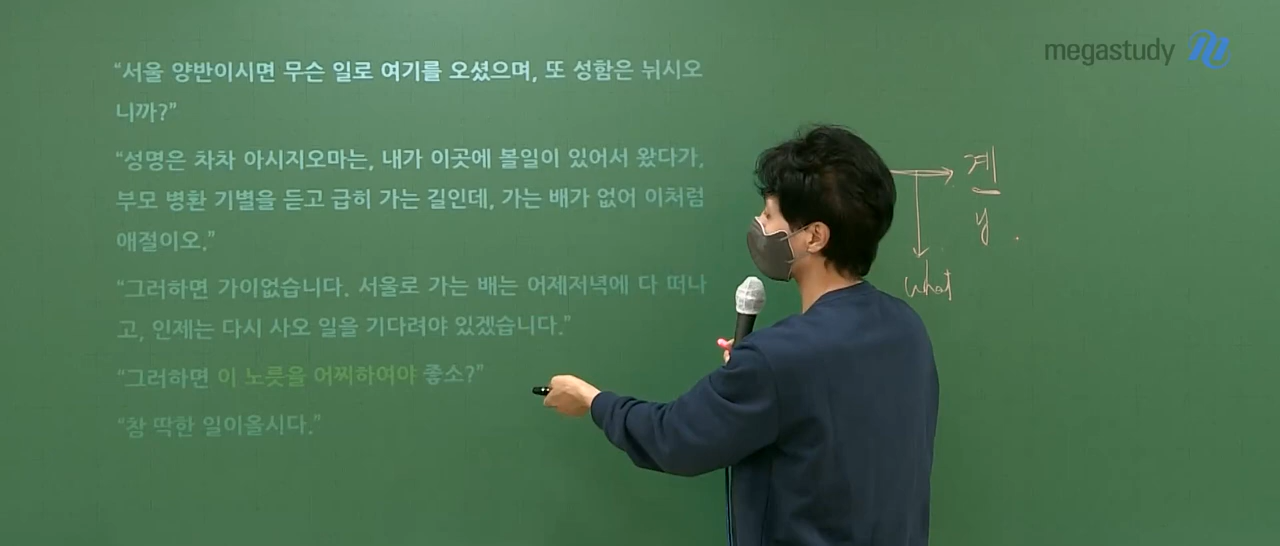 megastudy
“서울 양반이시면 무슨 일로 여기를 오셨으며, 또 성함은 뉘시오
니까?”
“성명은 차차 아시지오마는, 내가 이곳에 볼일이 있어서 왔다가,
부모 병환 기별을 듣고 급히 가는 길인데, 가는 배가 없어 이처럼
애절이오.”
“그러하면 가이없습니다. 서울로 가는 배는 어제저녁에 다 떠나
고, 인제는 다시 사오 일을 기다려야 있겠습니다.”
“그러하면 이 노릇을 어찌하여야 좋소?”
“참 딱한 일이올시다.”
y
what